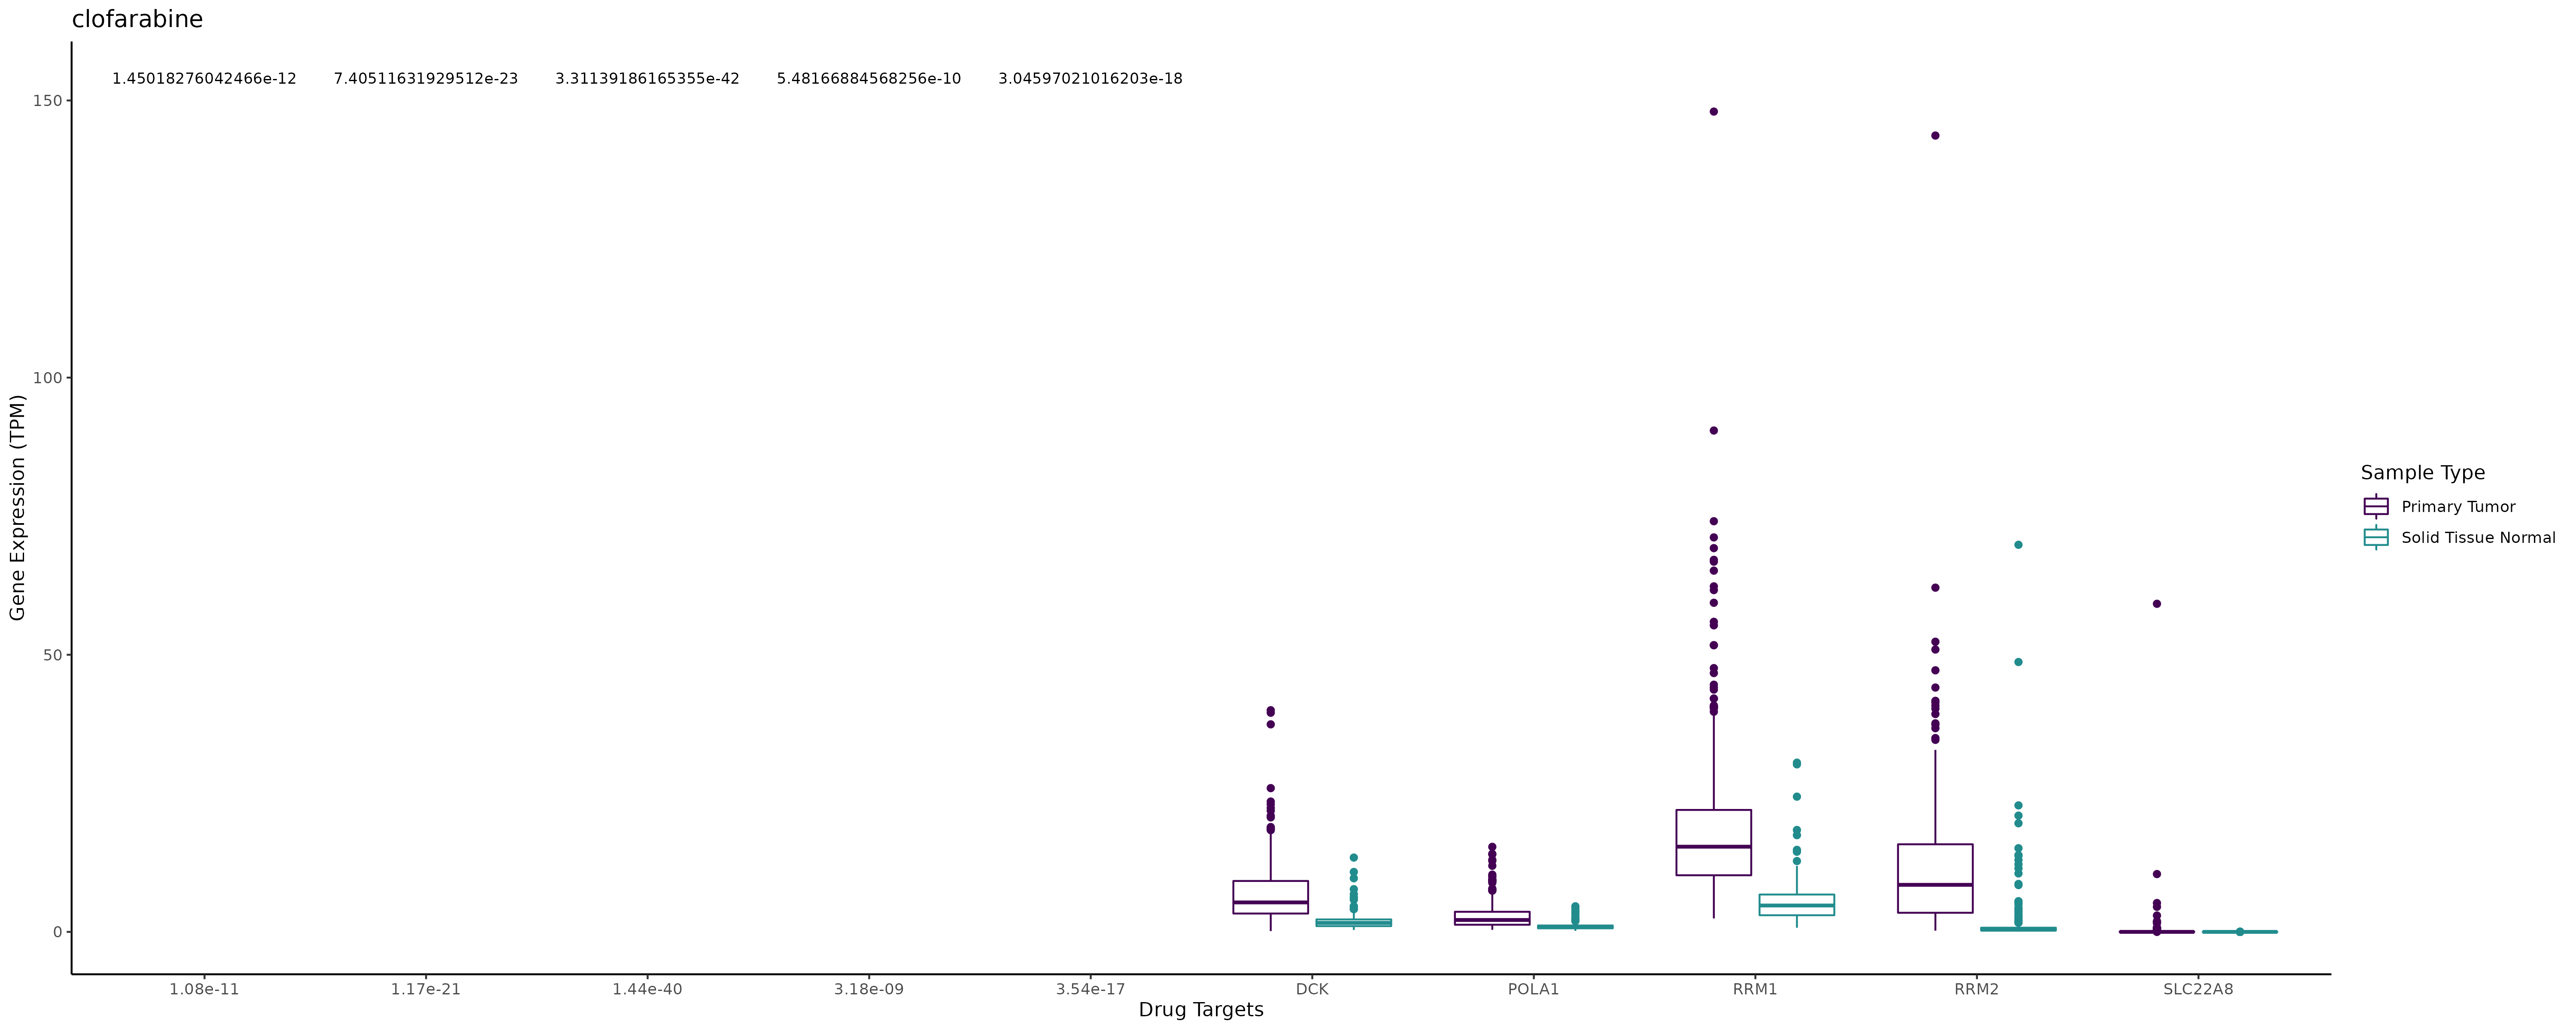 clofarabine
1.45018276042466e-12 7.40511631929512e-23 3.31139186165355e-42 5.48166884568256e-10 3.04597021016203e-18
150
100
50
0
Gene Expression (TPM)
1.08e-11 1.17e-21 1.44e-40 3.18e-09 3.54e-17 DCK POLA1 RRM1 RRM2 SLC22A8
Drug Targets
Sample Type
Primary Tumor
Solid Tissue Normal